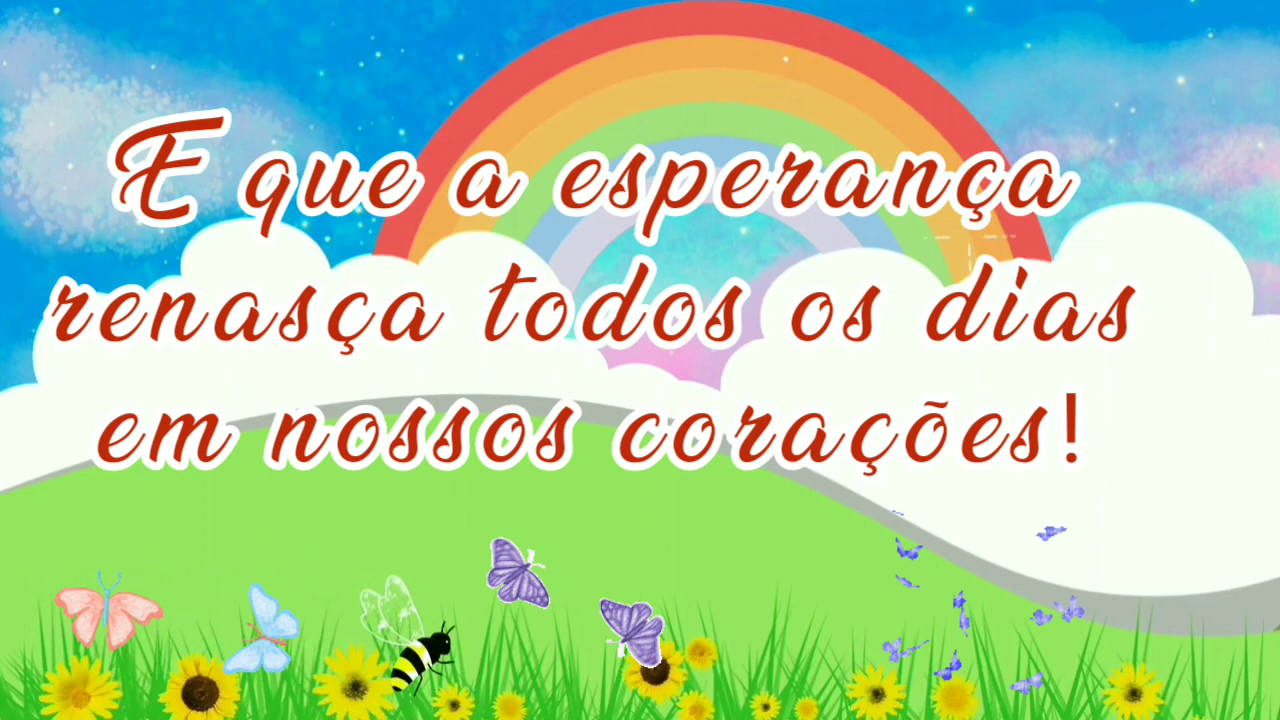 E que a esperança
renasça todos os dias
em nossos corações!